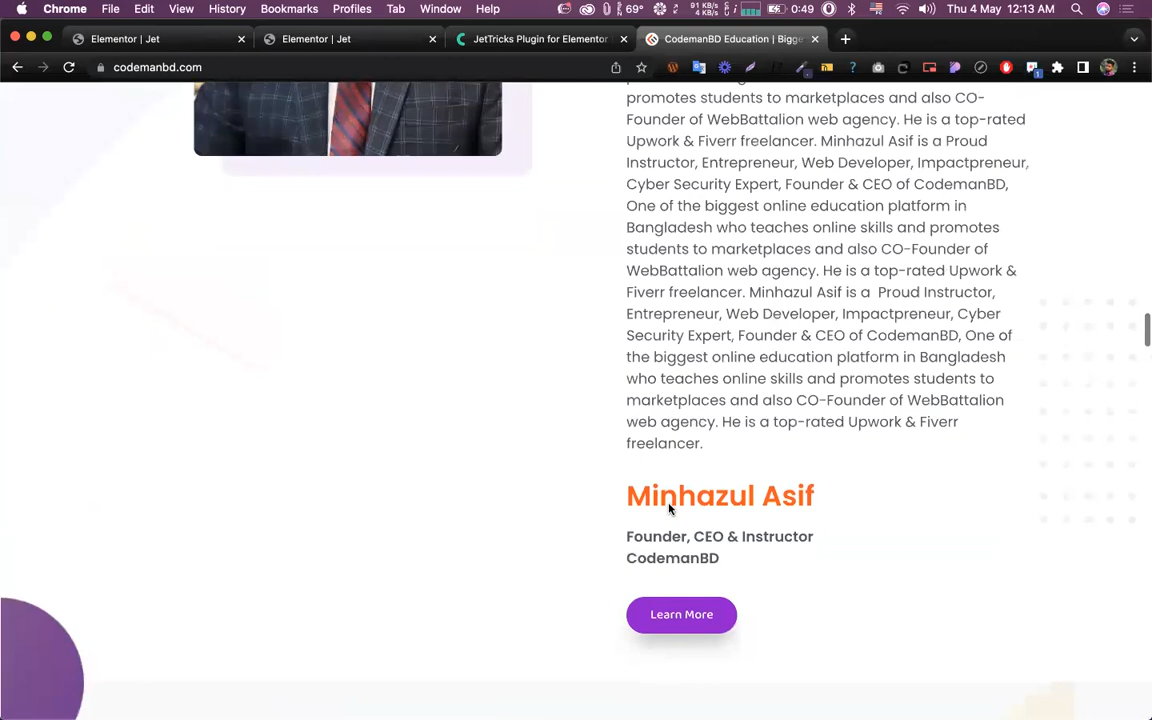 Chrome File Edit View History Bookmarks Profiles Tab Window Help 69° 91 KB/s 4 KB/s 0:49 Thu 4 May 12:13 AM
Elementor | Jet
Elementor | Jet
JetTricks Plugin for Elementor
CodemanBD Education | Bigge
codemanbd.com
promotes students to marketplaces and also CO-
Founder of WebBattalion web agency. He is a top-rated
Upwork & Fiverr freelancer. Minhazul Asif is a Proud
Instructor, Entrepreneur, Web Developer, Impactpreneur,
Cyber Security Expert, Founder & CEO of CodemanBD,
One of the biggest online education platform in
Bangladesh who teaches online skills and promotes
students to marketplaces and also CO-Founder of
WebBattalion web agency. He is a top-rated Upwork &
Fiverr freelancer. Minhazul Asif is a Proud Instructor,
Entrepreneur, Web Developer, Impactpreneur, Cyber
Security Expert, Founder & CEO of CodemanBD, One of
the biggest online education platform in Bangladesh
who teaches online skills and promotes students to
marketplaces and also CO-Founder of WebBattalion
web agency. He is a top-rated Upwork & Fiverr
freelancer.
Minhazul Asif
Founder, CEO & Instructor
CodemanBD
Learn More